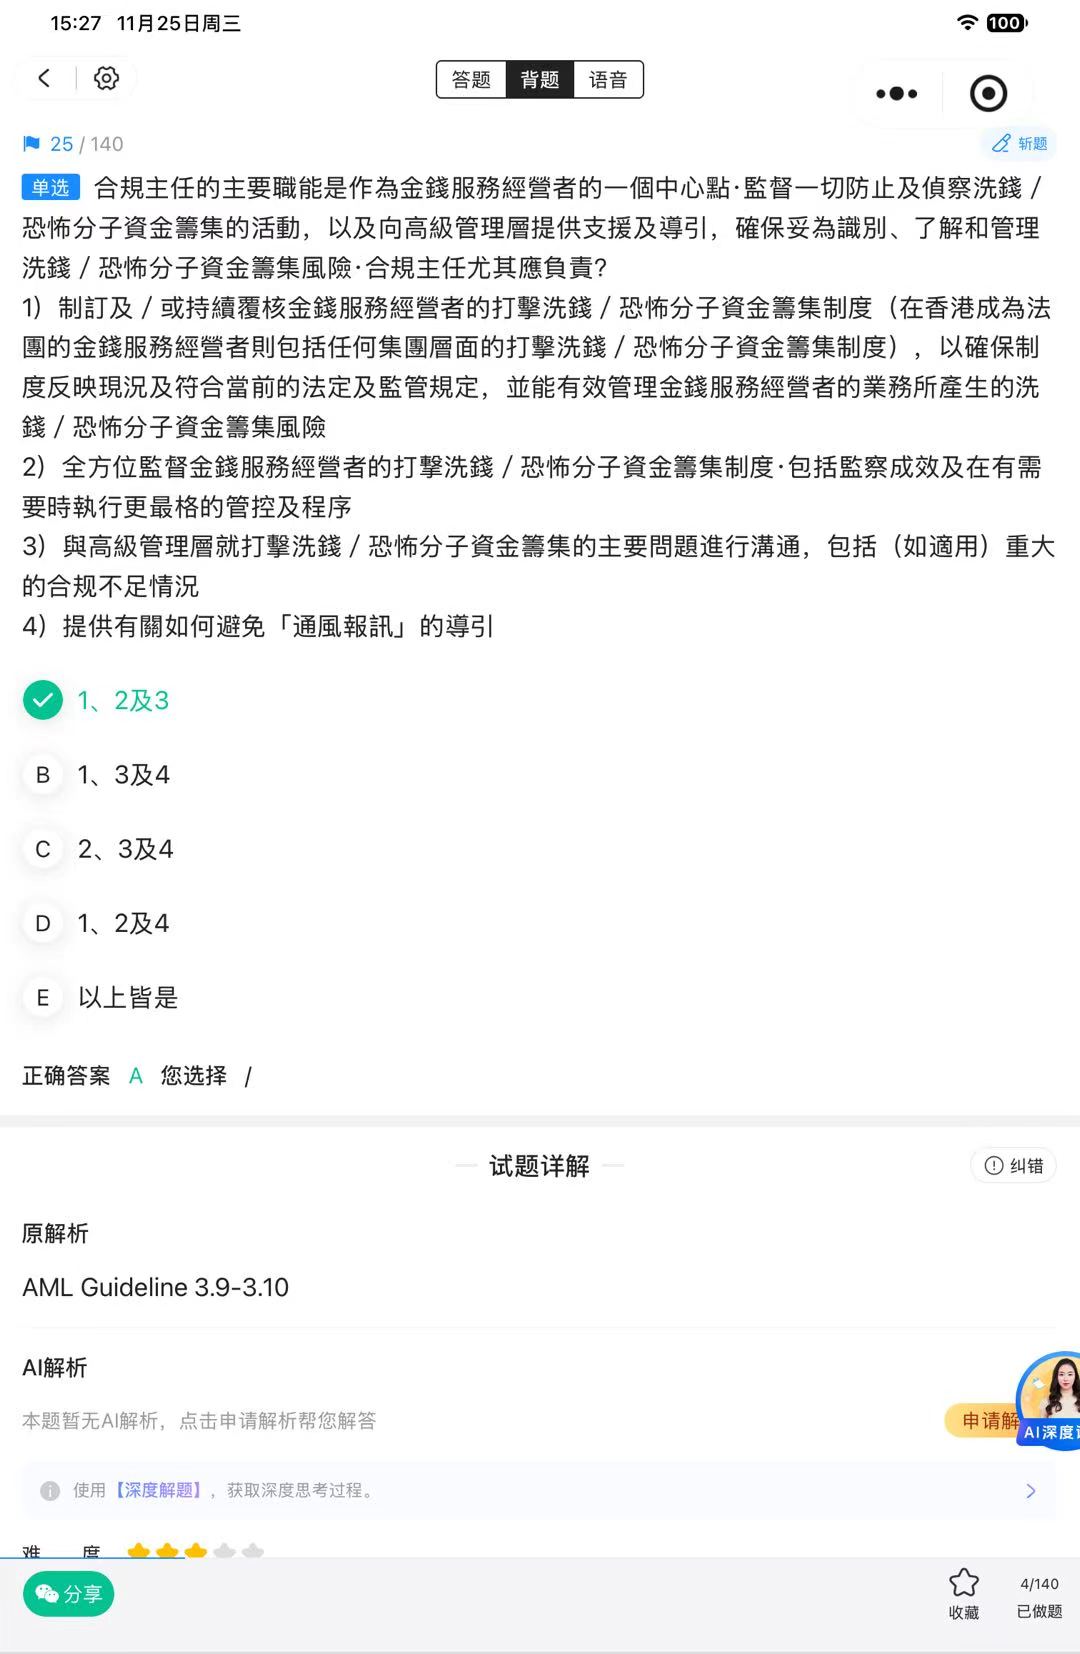 15:27 11月25日周三
100
答题 背题 语音
25 / 140
斩题
单选 合規主任的主要職能是作為金錢服務經營者的一個中心點·監督一切防止及偵察洗錢 /
恐怖分子資金籌集的活動，以及向高級管理層提供支援及導引，確保妥為識別、了解和管理
洗錢 / 恐怖分子資金籌集風險·合規主任尤其應負責?
1）制訂及 / 或持續覆核金錢服務經營者的打擊洗錢 / 恐怖分子資金籌集制度（在香港成為法
團的金錢服務經營者則包括任何集團層面的打擊洗錢 / 恐怖分子資金籌集制度），以確保制
度反映現況及符合當前的法定及監管規定，並能有效管理金錢服務經營者的業務所產生的洗
錢 / 恐怖分子資金籌集風險
2）全方位監督金錢服務經營者的打擊洗錢 / 恐怖分子資金籌集制度·包括監察成效及在有需
要時執行更最格的管控及程序
3）與高級管理層就打擊洗錢 / 恐怖分子資金籌集的主要問題進行溝通，包括（如適用）重大
的合规不足情況
4）提供有關如何避免「通風報訊」的導引
1、2及3
B 1、3及4
C 2、3及4
D 1、2及4
E 以上皆是
正确答案 A 您选择 /
试题详解
纠错
原解析
AML Guideline 3.9-3.10
AI解析
本题暂无AI解析，点击申请解析帮您解答
申请解
AI深度
使用【深度解题】，获取深度思考过程。
难 度
分享
收藏
4/140
已做题